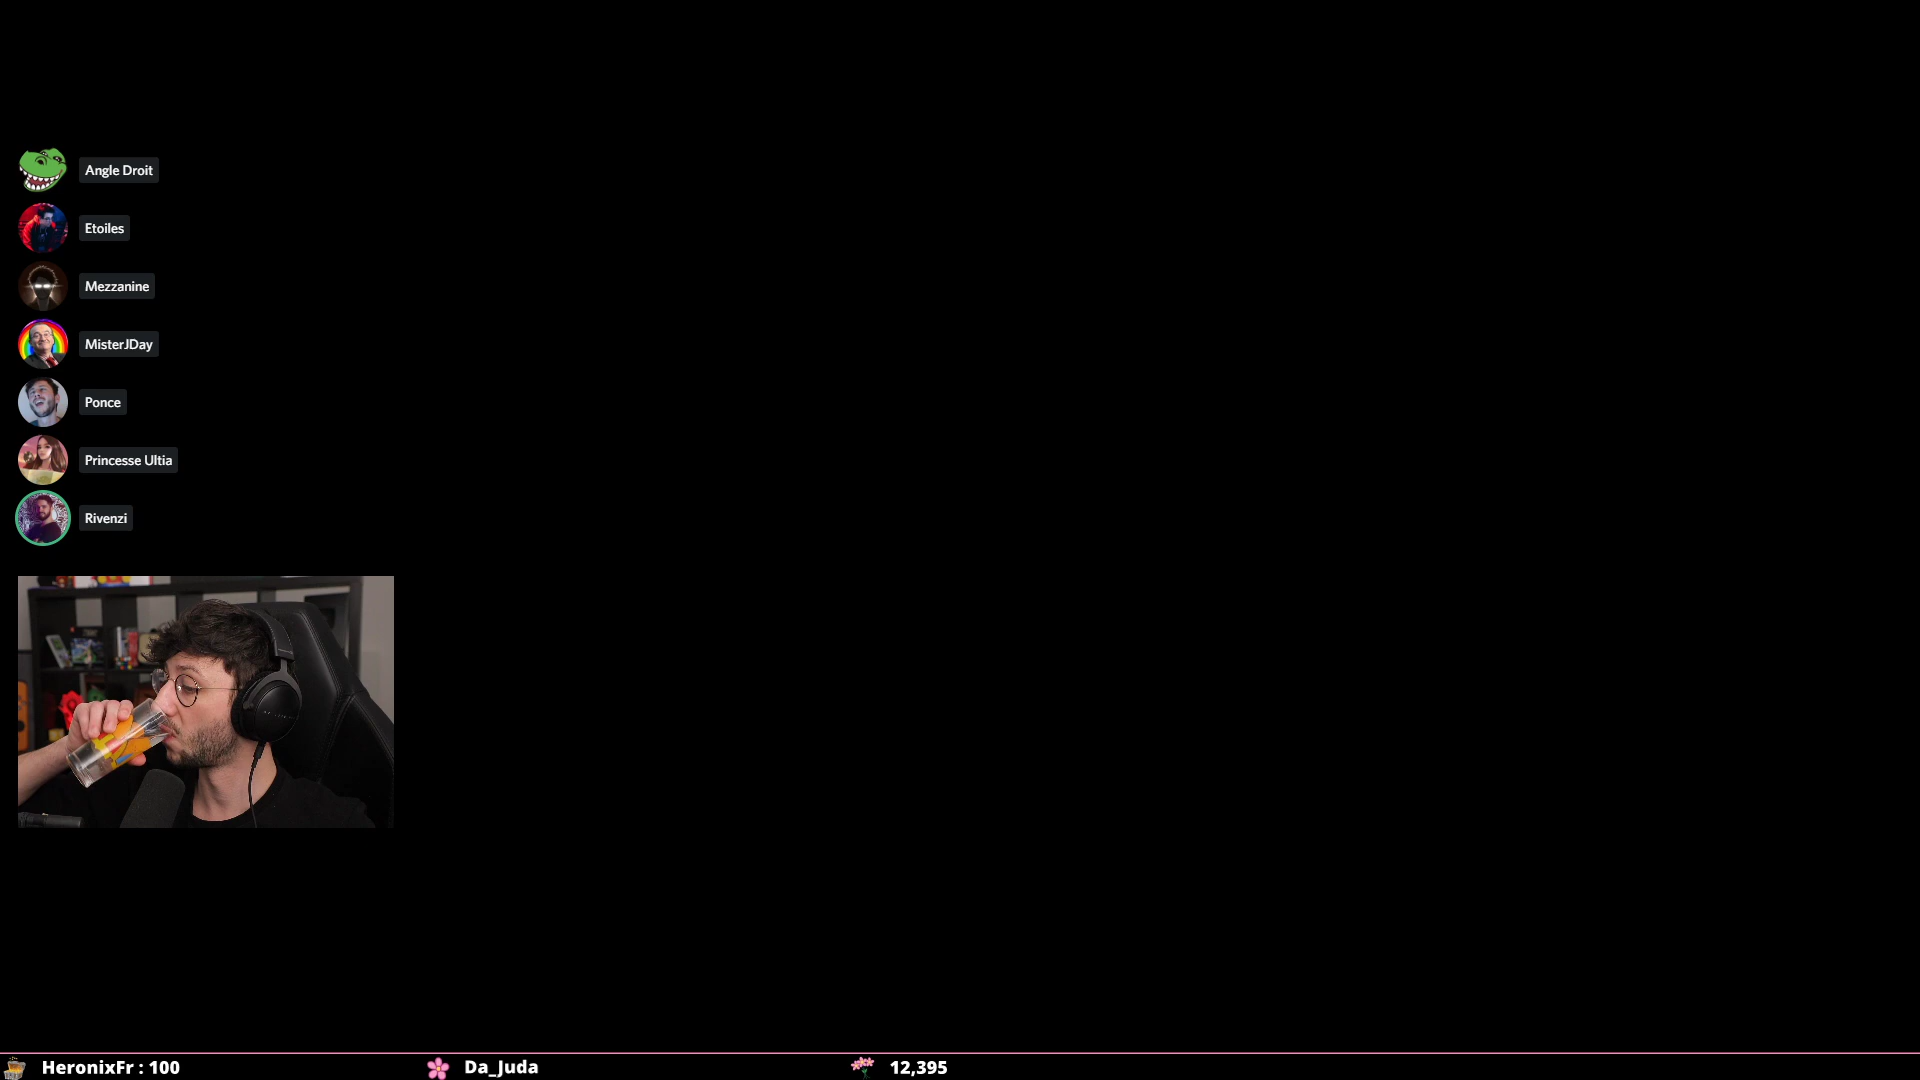 Angle Droit
Etoiles
Mezzanine
MisterJDay
Ponce
Princesse Ultia
Rivenzi
HeronixFr : 100
Da_Juda
12,395